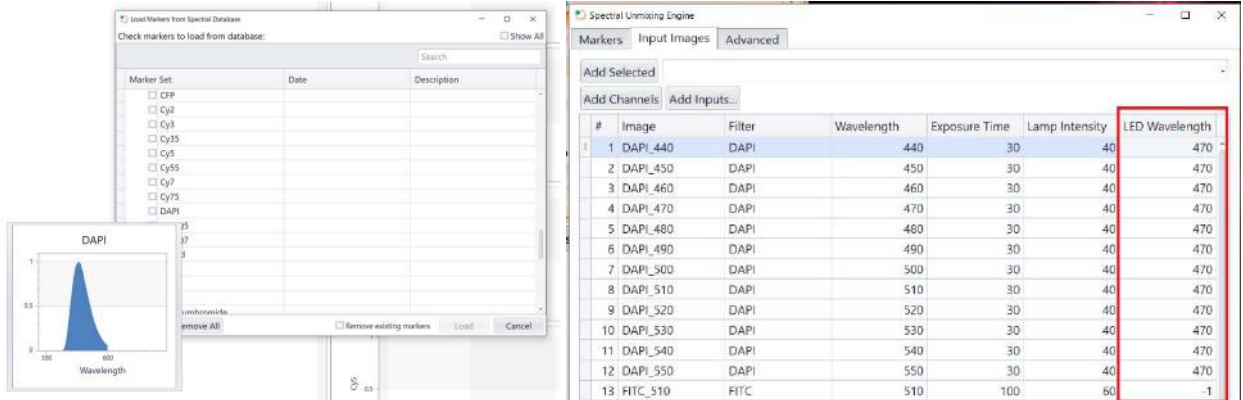 Load Markers from Spectral Database
Check markers to load from database:
Show All
Search
Marker Set Date Description
CFP
Cy2
Cy3
Cy35
Cy5
Cy55
Cy7
Cy75
DAPI
Remove existing markers Load Cancel
DAPI
1
0.5
0
300 600
Wavelength
Cy5
0.5
Spectral Unmixing Engine
Markers Input Images Advanced
Add Selected
Add Channels Add Inputs...
# Image Filter Wavelength Exposure Time Lamp Intensity LED Wavelength
1 DAPI_440 DAPI 440 30 40 470
2 DAPI_450 DAPI 450 30 40 470
3 DAPI_460 DAPI 460 30 40 470
4 DAPI_470 DAPI 470 30 40 470
5 DAPI_480 DAPI 480 30 40 470
6 DAPI_490 DAPI 490 30 40 470
7 DAPI_500 DAPI 500 30 40 470
8 DAPI_510 DAPI 510 30 40 470
9 DAPI_520 DAPI 520 30 40 470
10 DAPI_530 DAPI 530 30 40 470
11 DAPI_540 DAPI 540 30 40 470
12 DAPI_550 DAPI 550 30 40 470
13 FITC_510 FITC 510 100 60 -1